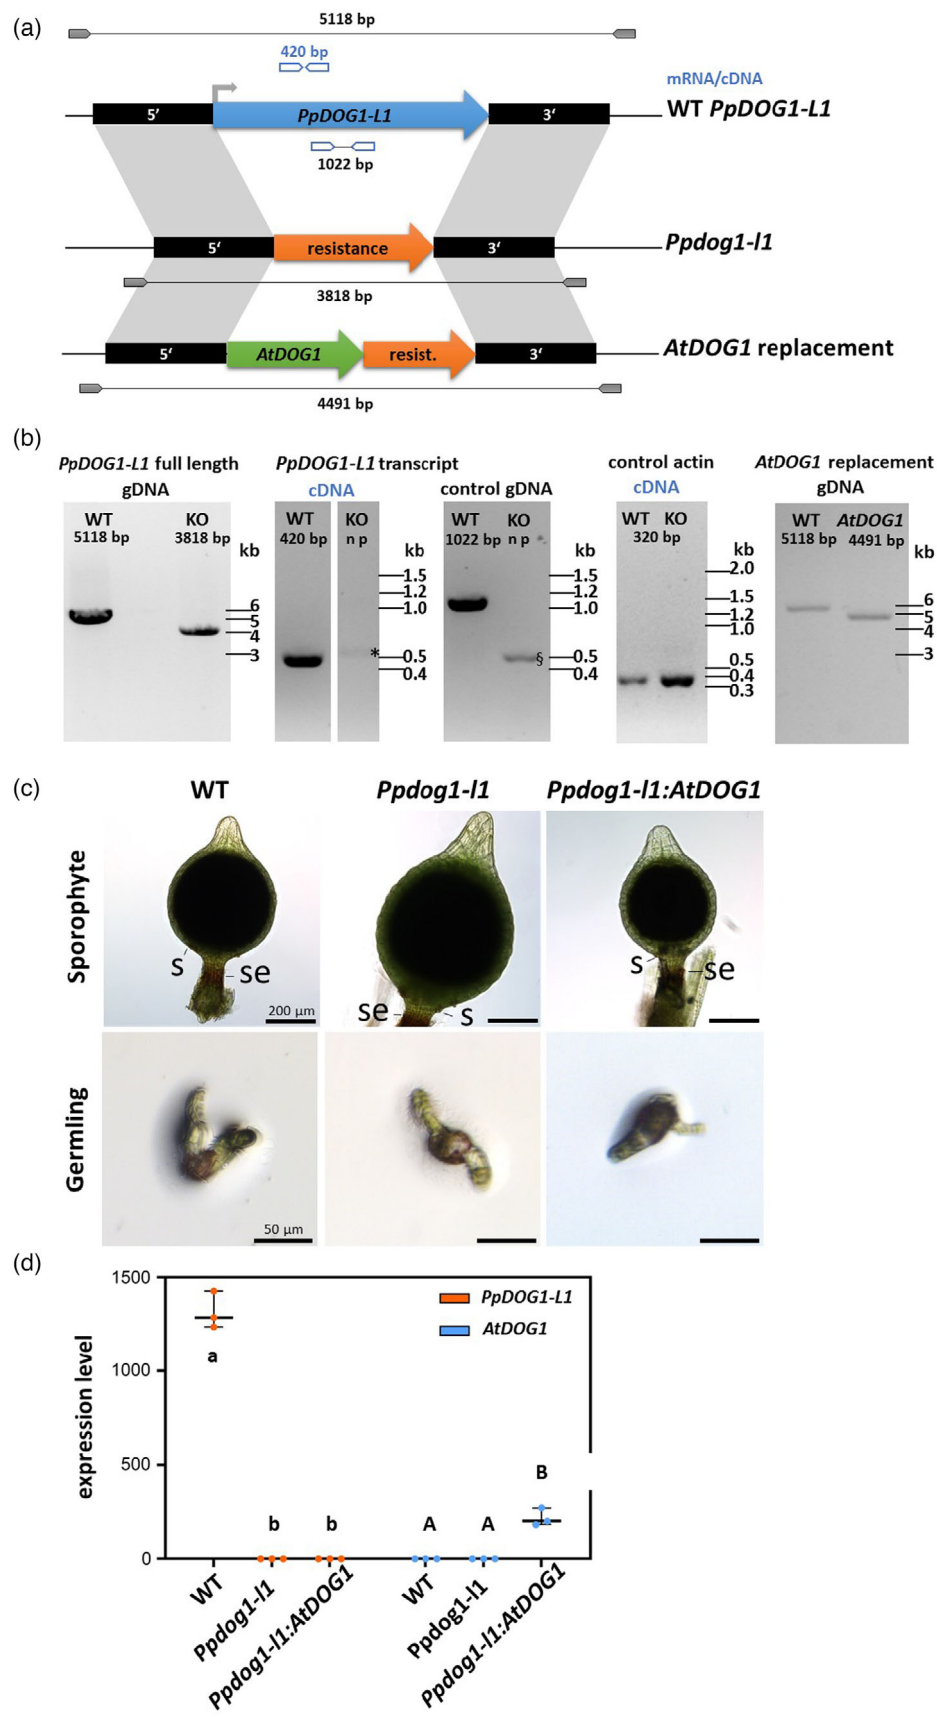 (a)
5118 bp
420 bp
mRNA/cDNA
5’ PpDOG1-L1 3‘ WT PpDOG1-L1
1022 bp
5‘ resistance 3‘ Ppdog1-l1
3818 bp
5‘ AtDOG1 resist. 3‘ AtDOG1 replacement
4491 bp
(b)
PpDOG1-L1 full length
gDNA
WT KO
5118 bp 3818 bp
kb
6
5
4
3
PpDOG1-L1 transcript
cDNA
WT KO
420 bp n p
*
kb
1.5
1.2
1.0
0.5
0.4
control gDNA
WT KO
1022 bp n p
§
kb
1.5
1.2
1.0
0.5
0.4
control actin
cDNA
WT KO
320 bp
kb
2.0
1.5
1.2
1.0
0.5
0.4
0.3
AtDOG1 replacement
gDNA
WT AtDOG1
5118 bp 4491 bp
kb
6
5
4
3
(c)
WT Ppdog1-l1 Ppdog1-l1:AtDOG1
Sporophyte
s se
200 µm
se s
s se
Germling
50 µm
(d)
expression level
1500
1000
500
0
PpDOG1-L1
AtDOG1
a
b b A A B
WT Ppdog1-l1 Ppdog1-l1:AtDOG1 WT Ppdog1-l1 Ppdog1-l1:AtDOG1